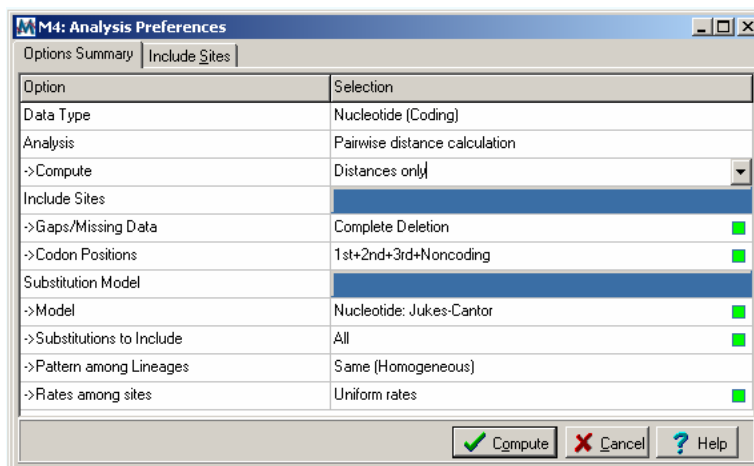 M4: Analysis Preferences
Options Summary Include Sites
Option Selection
Data Type Nucleotide (Coding)
Analysis Pairwise distance calculation
->Compute Distances only
Include Sites
->Gaps/Missing Data Complete Deletion
->Codon Positions 1st+2nd+3rd+Noncoding
Substitution Model
->Model Nucleotide: Jukes-Cantor
->Substitutions to Include All
->Pattern among Lineages Same (Homogeneous)
->Rates among sites Uniform rates
Compute Cancel Help